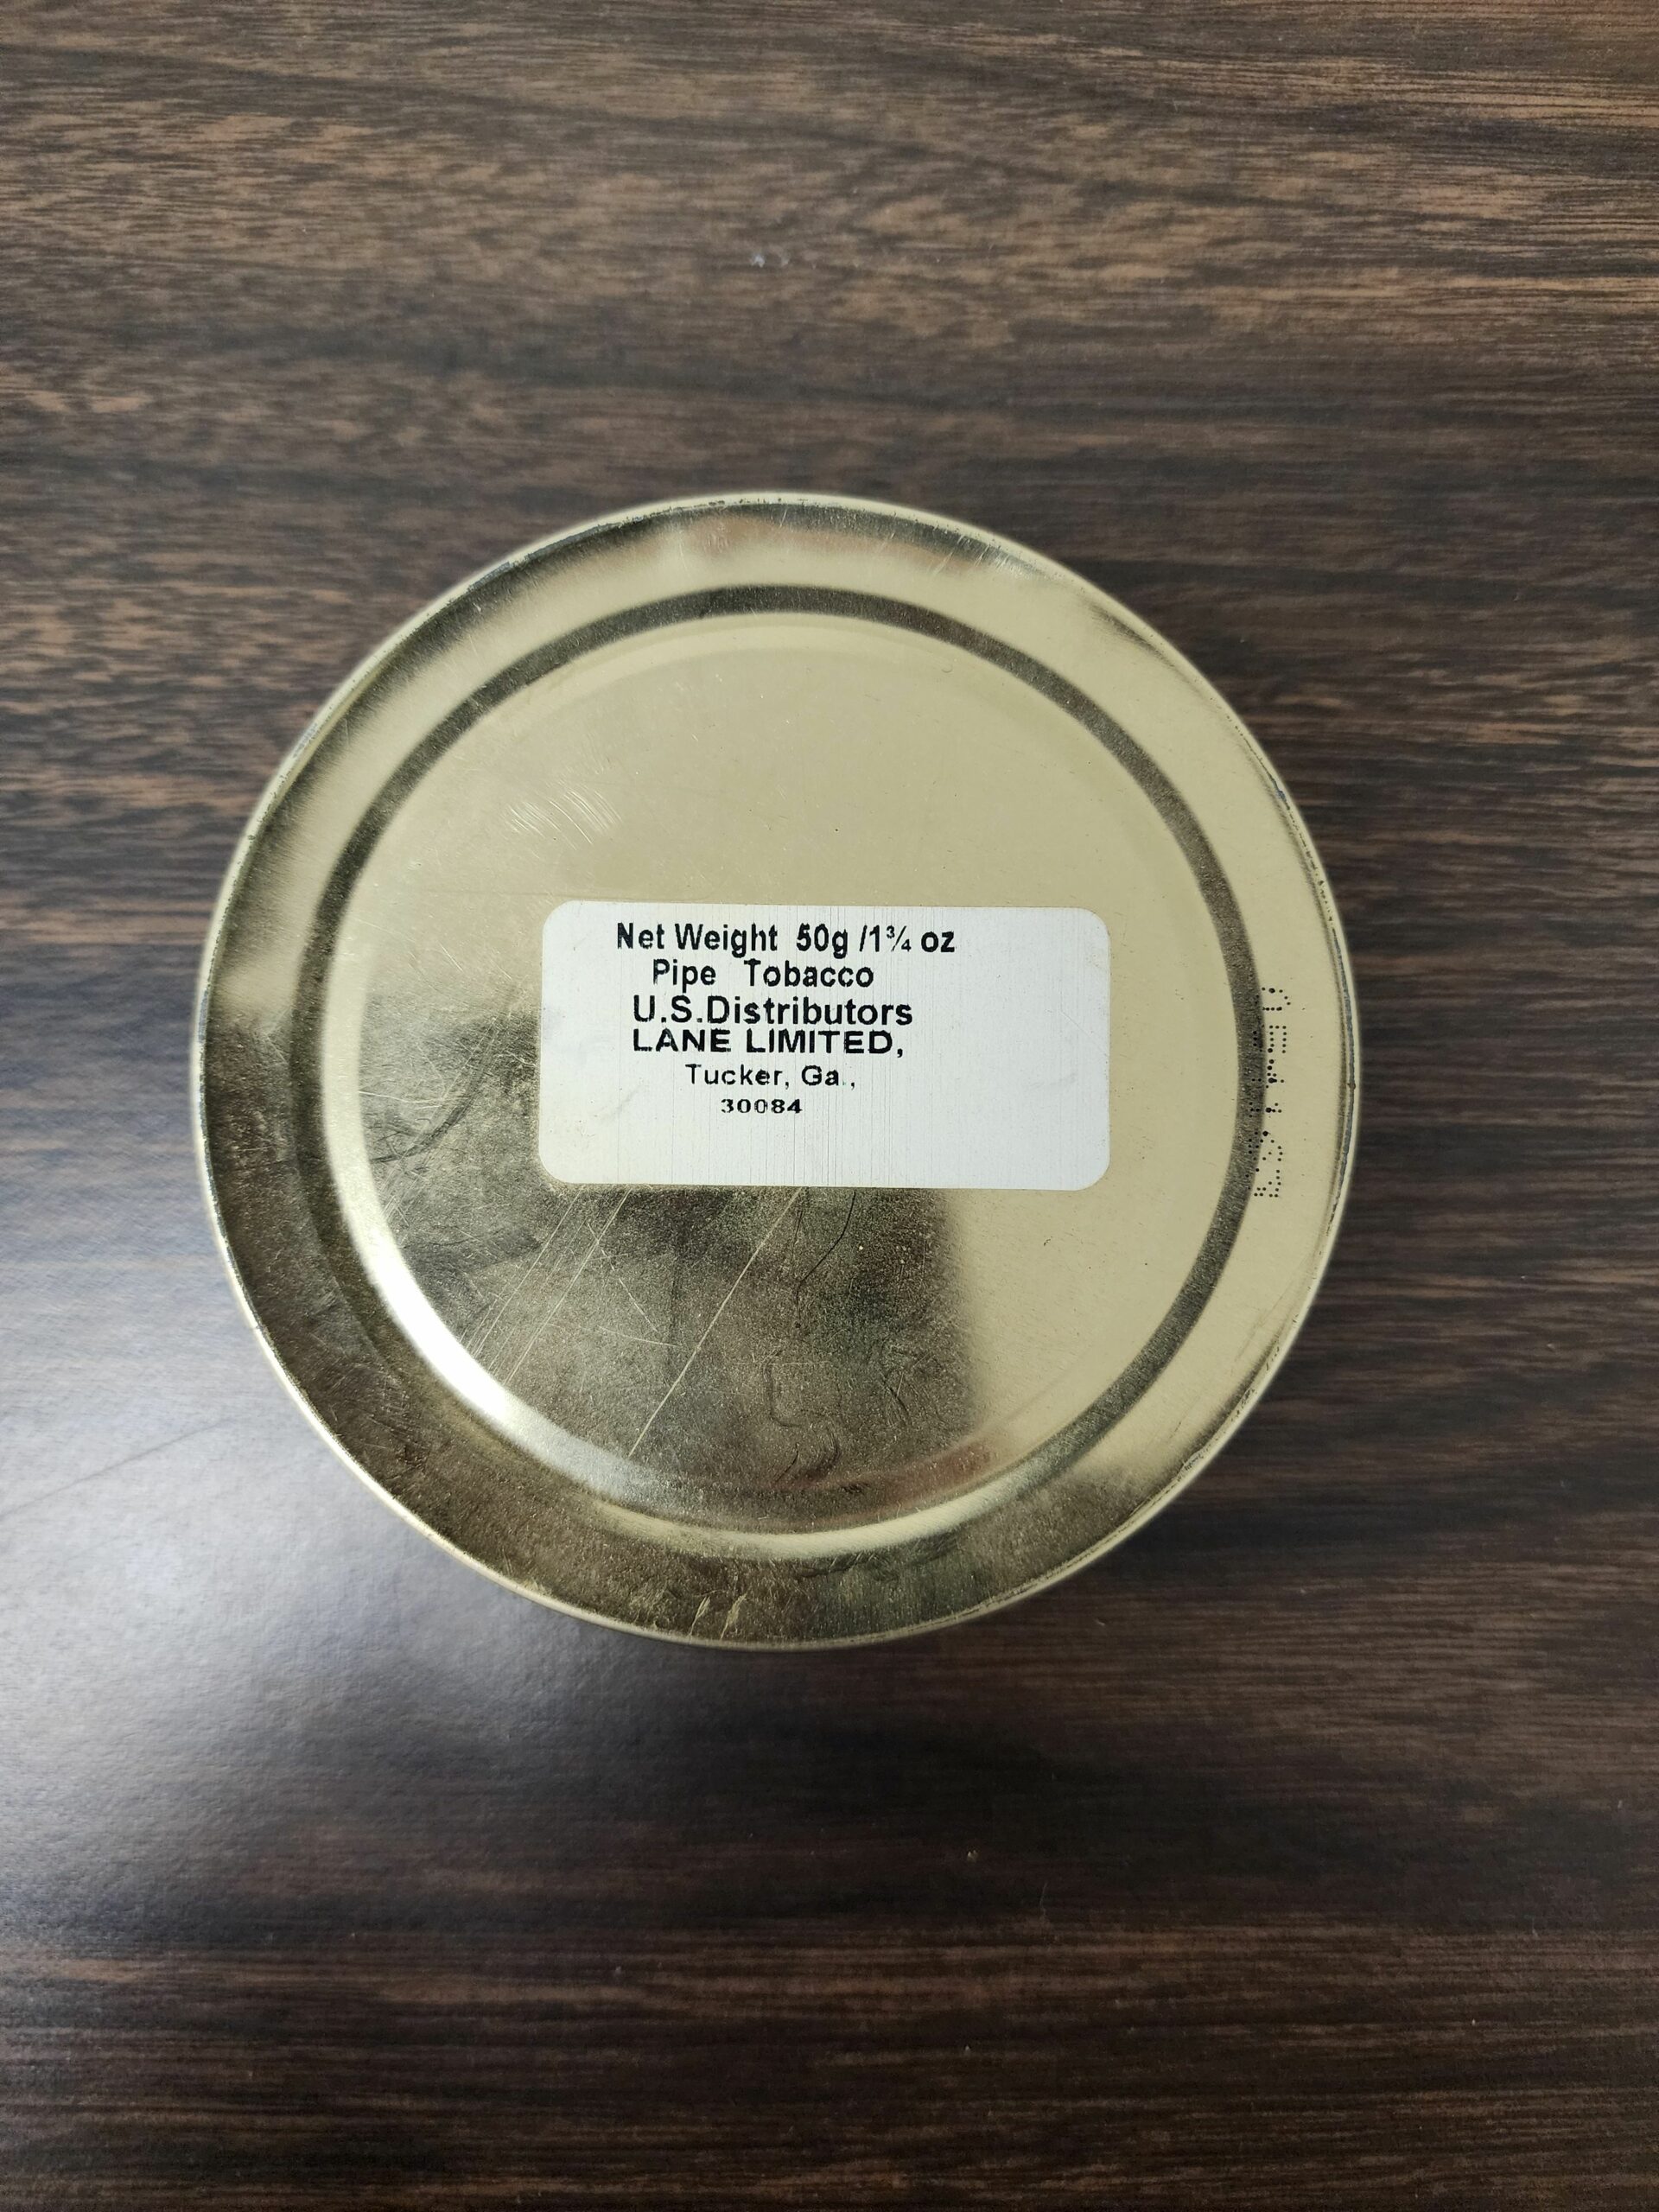 Net Weight 50g /1¾ oz
Pipe Tobacco
U.S.Distributors
LANE LIMITED,
Tucker, Ga.,
30084